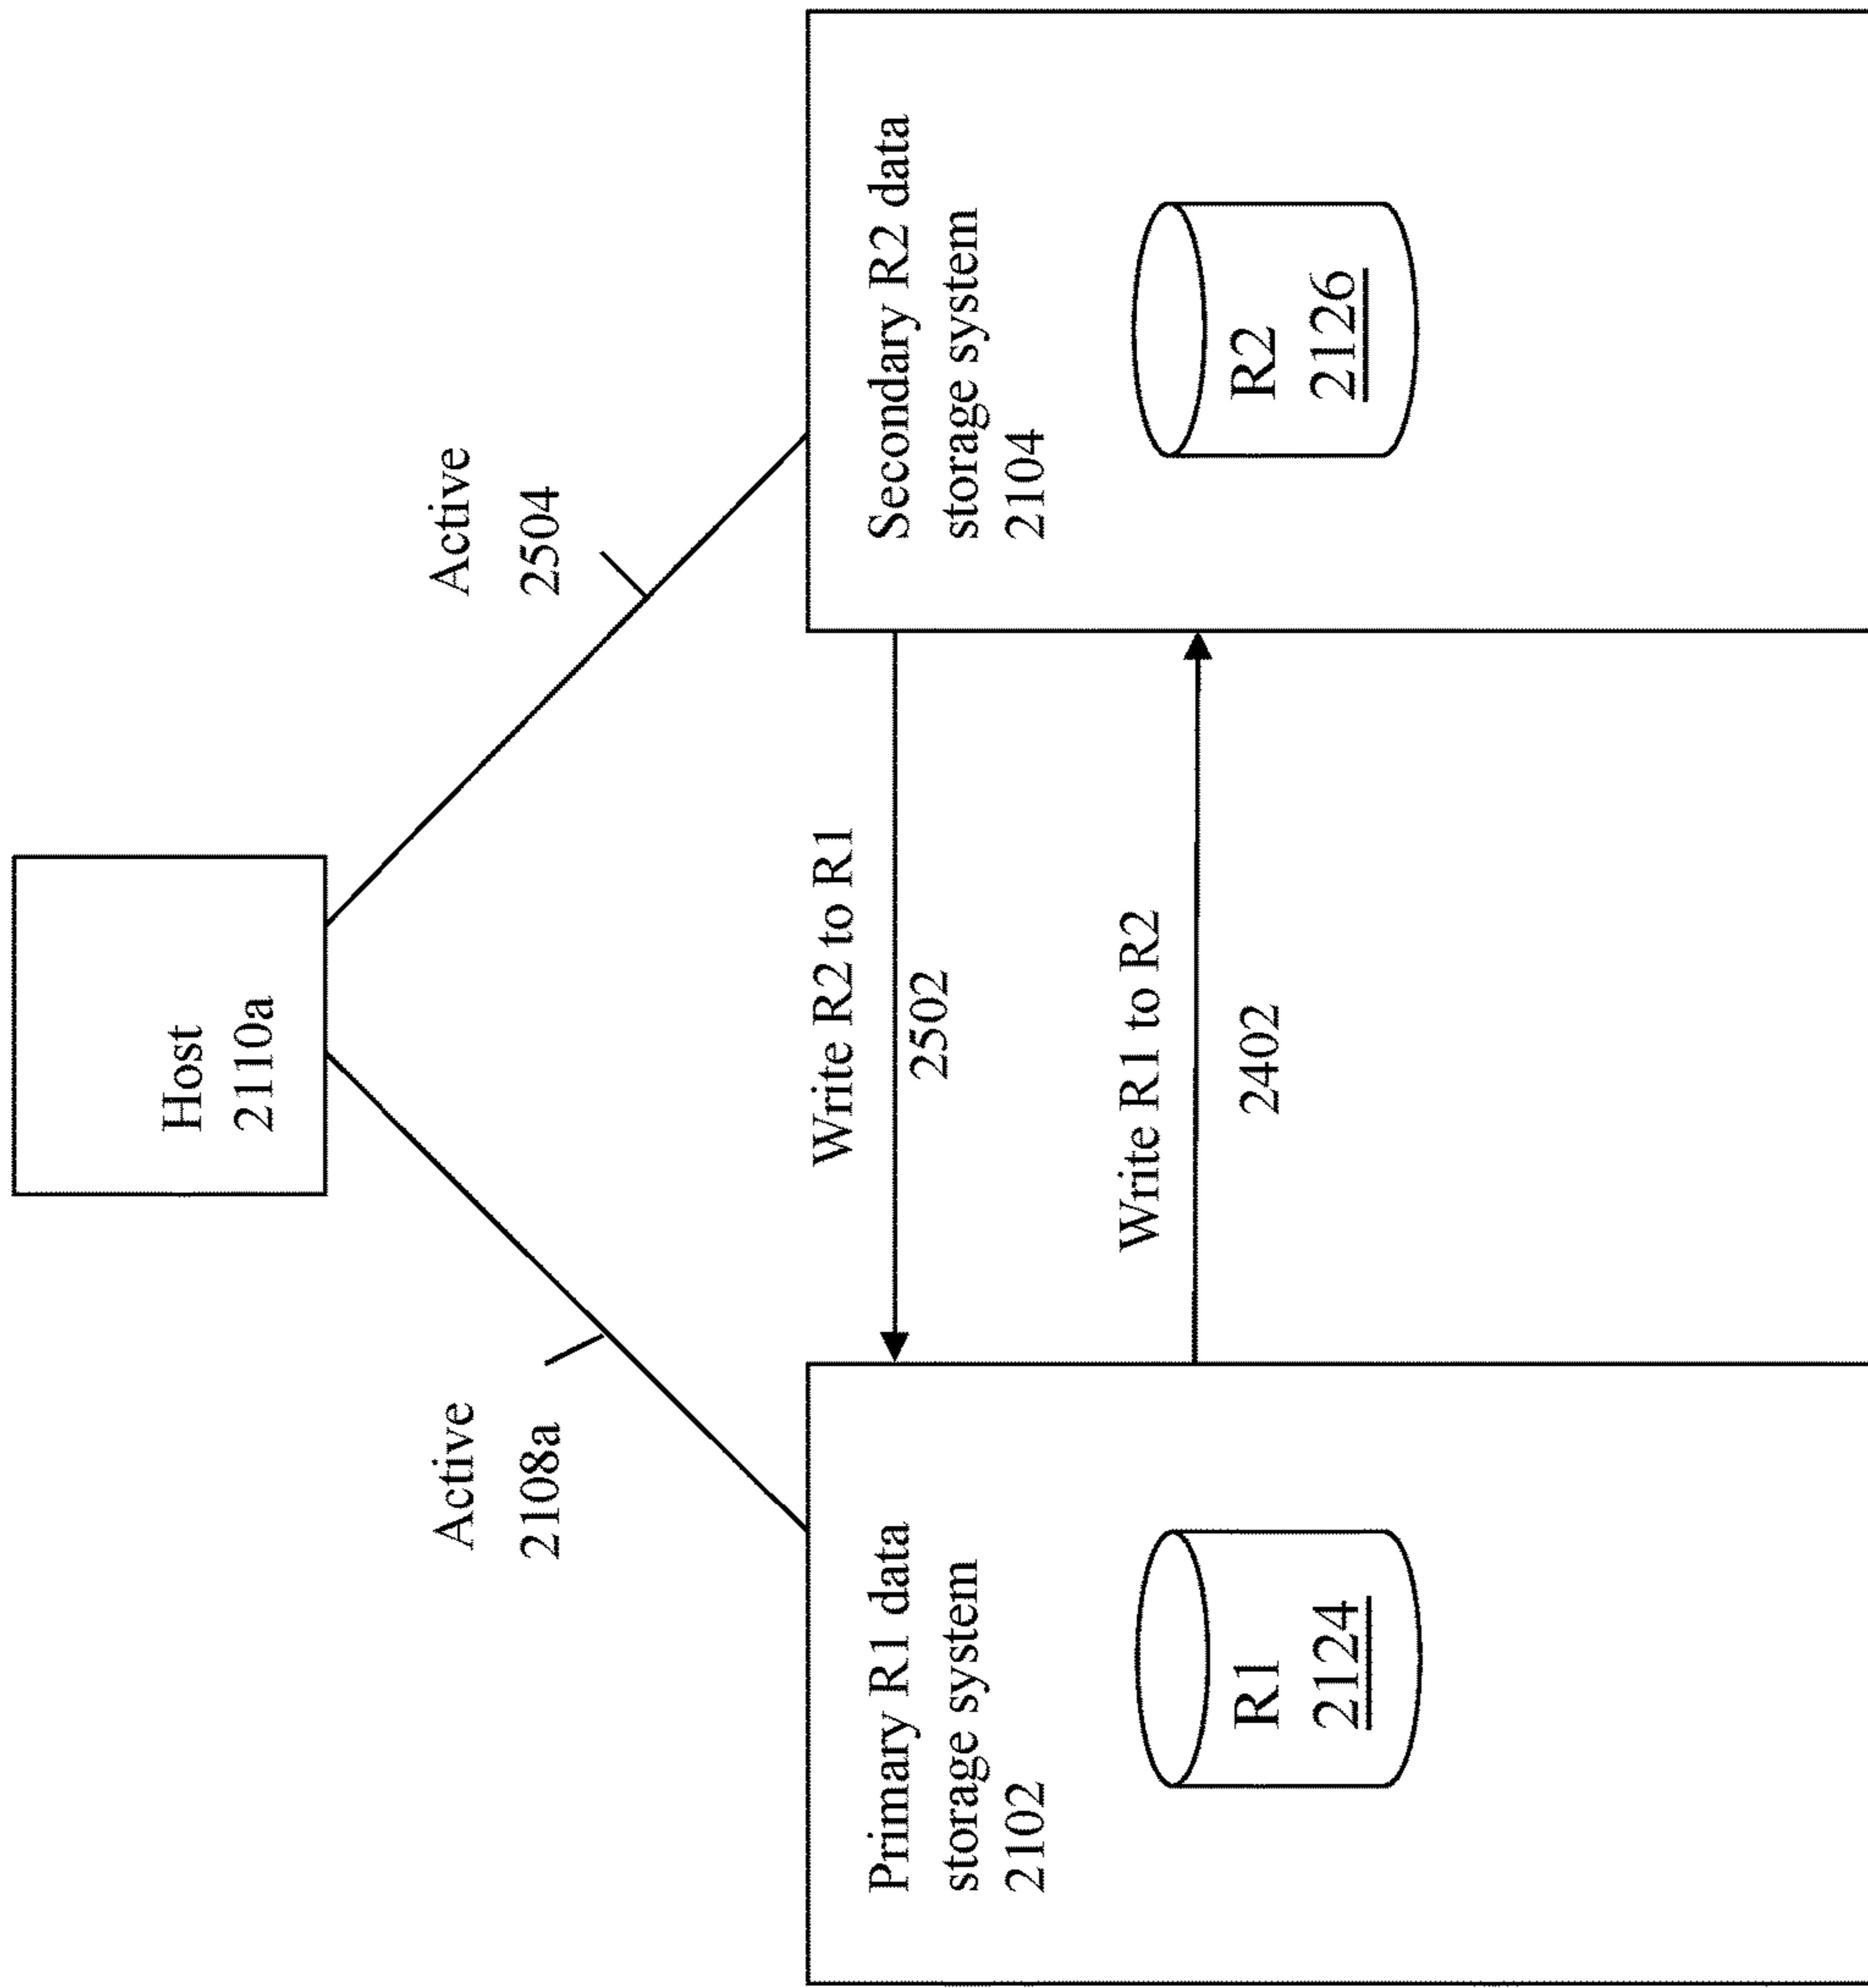 Host
2110a
Active
2108a
Active
2504
Primary R1 data
storage system
2102
R1
2124
Write R2 to R1
2502
Write R1 to R2
2402
Secondary R2 data
storage system
2104
R2
2126